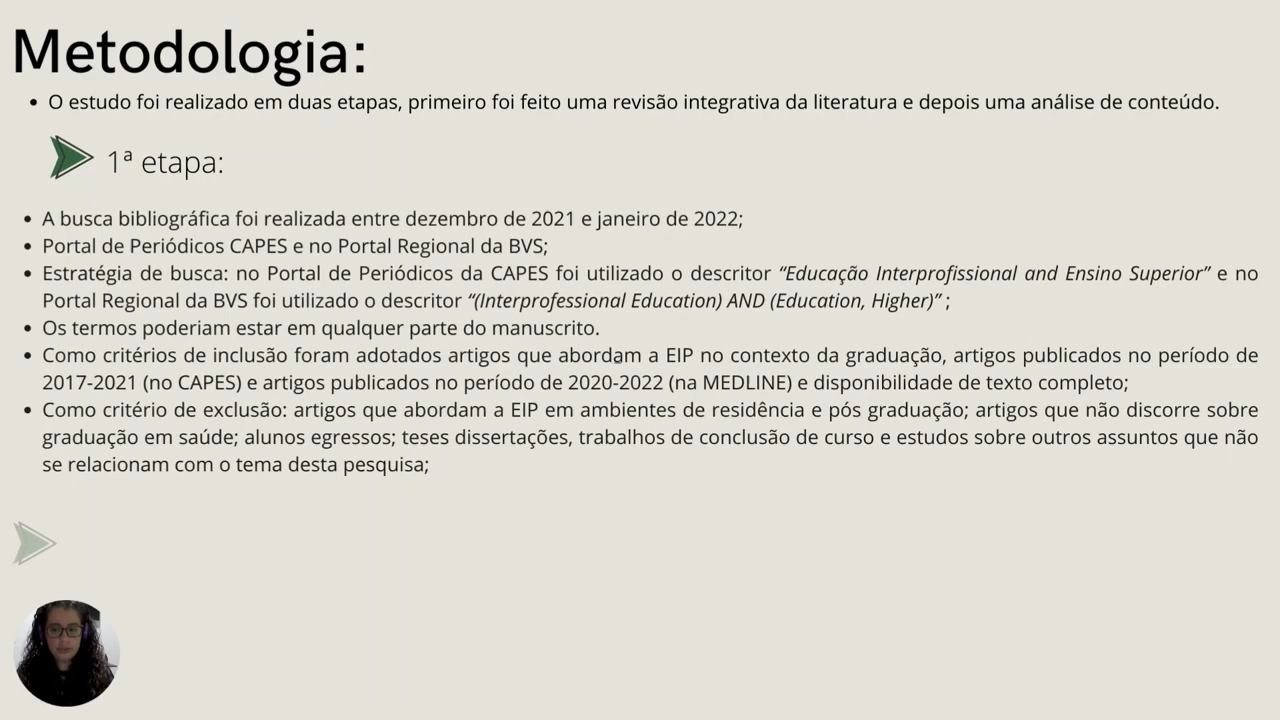 Metodologia:
• O estudo foi realizado em duas etapas, primeiro foi feito uma revisão integrativa da literatura e depois uma análise de conteúdo.
1ª etapa:
• A busca bibliográfica foi realizada entre dezembro de 2021 e janeiro de 2022;
• Portal de Periódicos CAPES e no Portal Regional da BVS;
• Estratégia de busca: no Portal de Periódicos da CAPES foi utilizado o descritor “Educação Interprofissional and Ensino Superior” e no
Portal Regional da BVS foi utilizado o descritor “(Interprofessional Education) AND (Education, Higher)” ;
• Os termos poderiam estar em qualquer parte do manuscrito.
• Como critérios de inclusão foram adotados artigos que abordam a EIP no contexto da graduação, artigos publicados no período de
2017-2021 (no CAPES) e artigos publicados no período de 2020-2022 (na MEDLINE) e disponibilidade de texto completo;
• Como critério de exclusão: artigos que abordam a EIP em ambientes de residência e pós graduação; artigos que não discorre sobre
graduação em saúde; alunos egressos; teses dissertações, trabalhos de conclusão de curso e estudos sobre outros assuntos que não
se relacionam com o tema desta pesquisa;